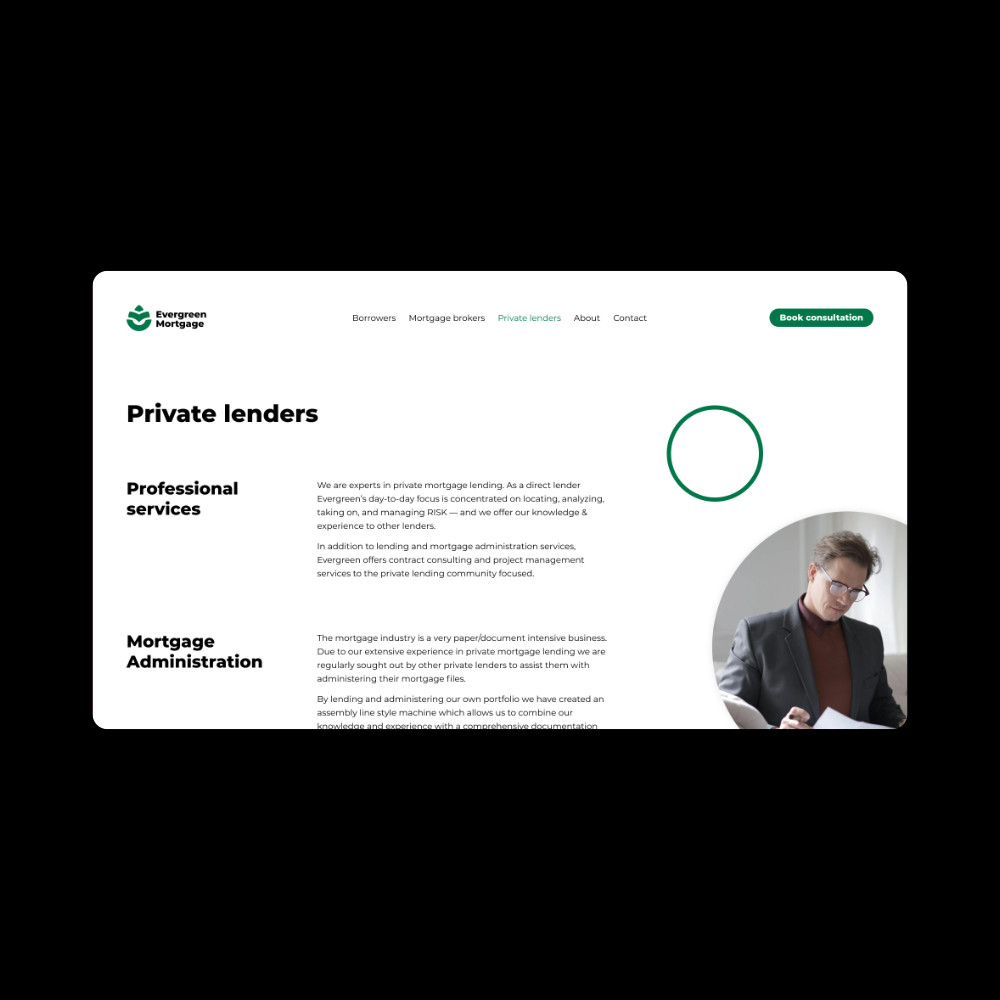 Evergreen
Mortgage
Borrowers Mortgage brokers Private lenders About Contact
Book consultation
Private lenders
Professional
services
We are experts in private mortgage lending. As a direct lender
Evergreen's day-to-day focus is concentrated on locating, analyzing,
taking on, and managing RISK — and we offer our knowledge &
experience to other lenders.
In addition to lending and mortgage administration services,
Evergreen offers contract consulting and project management
services to the private lending community focused.
Mortgage
Administration
The mortgage industry is a very paper/document intensive business.
Due to our extensive experience in private mortgage lending we are
regularly sought out by other private lenders to assist them with
administering their mortgage files.
By lending and administering our own portfolio we have created an
assembly line style machine which allows us to combine our
knowledge and experience with a comprehensive documentation